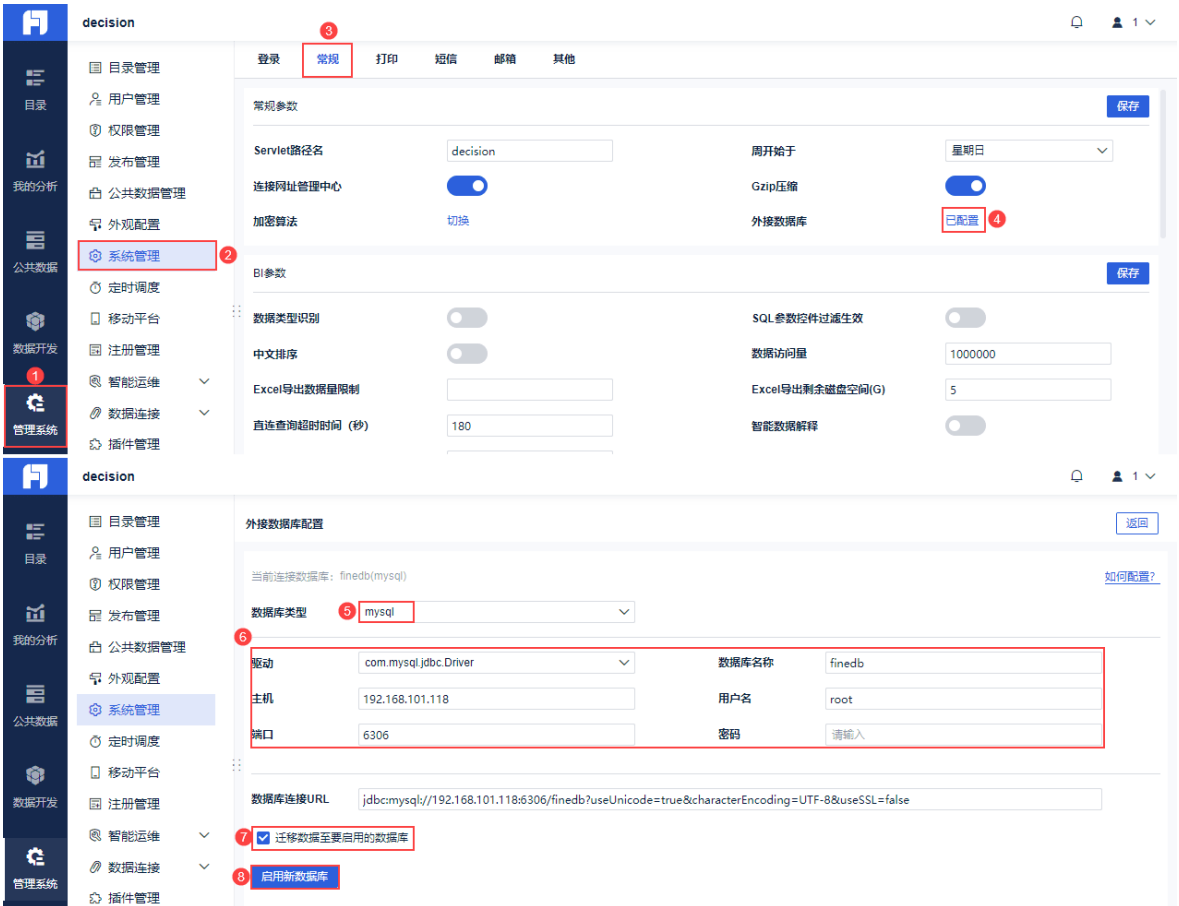 decision
1
目录
我的分析
公共数据
数据开发
1
管理系统
目录管理
用户管理
权限管理
发布管理
公共数据管理
外观配置
系统管理
2
定时调度
移动平台
注册管理
智能运维
数据连接
插件管理
3
登录 常规 打印 短信 邮箱 其他
常规参数 保存
Servlet路径名 decision 周开始于 星期日
连接网址管理中心 Gzip压缩
加密算法 切换 外接数据库 已配置 4
BI参数 保存
数据类型识别 SQL参数控件过滤生效
中文排序 数据访问量 1000000
Excel导出数据量限制 Excel导出剩余磁盘空间(G) 5
直连查询超时时间（秒） 180 智能数据解释
decision
1
目录
我的分析
公共数据
数据开发
管理系统
目录管理
用户管理
权限管理
发布管理
公共数据管理
外观配置
系统管理
定时调度
移动平台
注册管理
智能运维
数据连接
插件管理
外接数据库配置 返回
当前连接数据库：finedb(mysql) 如何配置?
数据库类型 5 mysql
6
驱动 com.mysql.jdbc.Driver 数据库名称 finedb
主机 192.168.101.118 用户名 root
端口 6306 密码 请输入
数据库连接URL jdbc:mysql://192.168.101.118:6306/finedb?useUnicode=true&characterEncoding=UTF-8&useSSL=false
7 迁移数据至要启用的数据库
8 启用新数据库